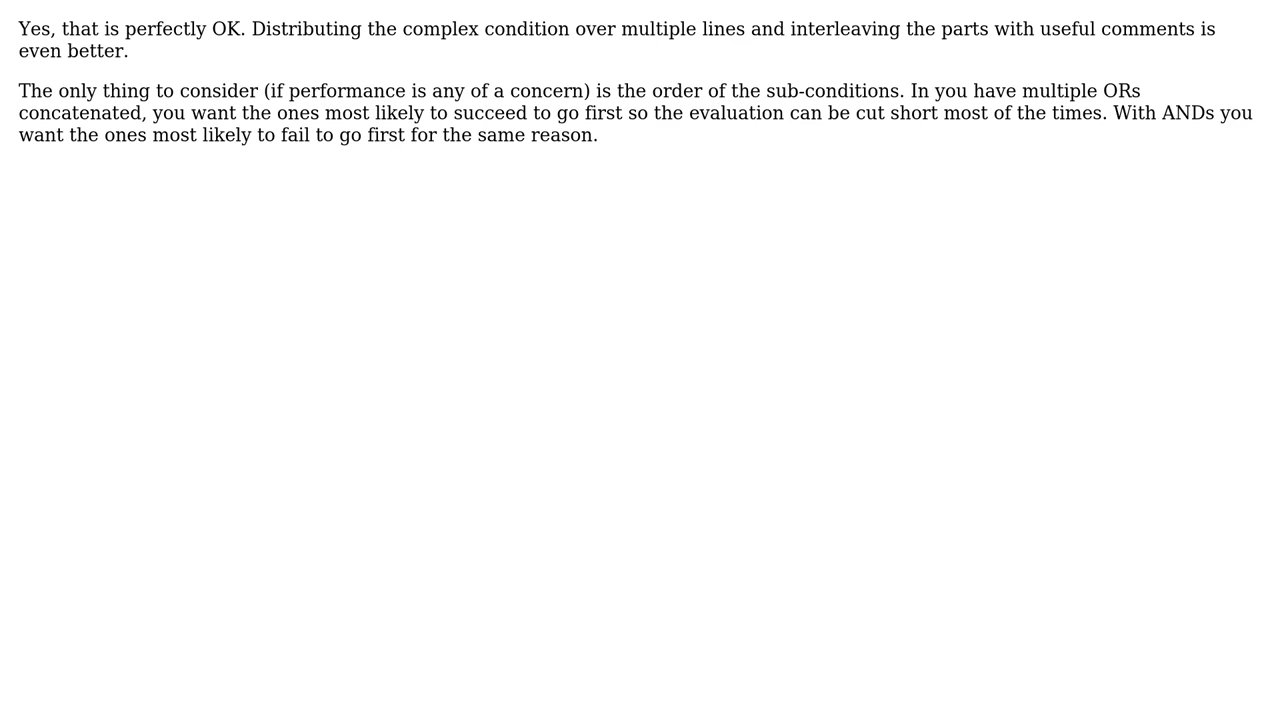 Yes, that is perfectly OK. Distributing the complex condition over multiple lines and interleaving the parts with useful comments is
even better.
The only thing to consider (if performance is any of a concern) is the order of the sub-conditions. In you have multiple ORs
concatenated, you want the ones most likely to succeed to go first so the evaluation can be cut short most of the times. With ANDs you
want the ones most likely to fail to go first for the same reason.